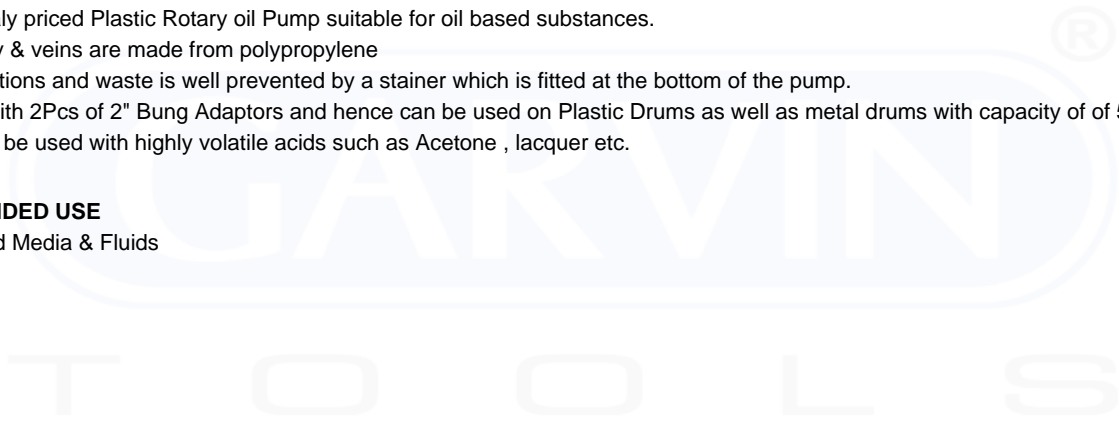 ly priced Plastic Rotary oil Pump suitable for oil based substances.
& veins are made from polypropylene
tions and waste is well prevented by a stainer which is fitted at the bottom of the pump.
ith 2Pcs of 2" Bung Adaptors and hence can be used on Plastic Drums as well as metal drums with capacity of of
be used with highly volatile acids such as Acetone , lacquer etc.
DED USE
d Media & Fluids
GARVIN ®
TOOLS